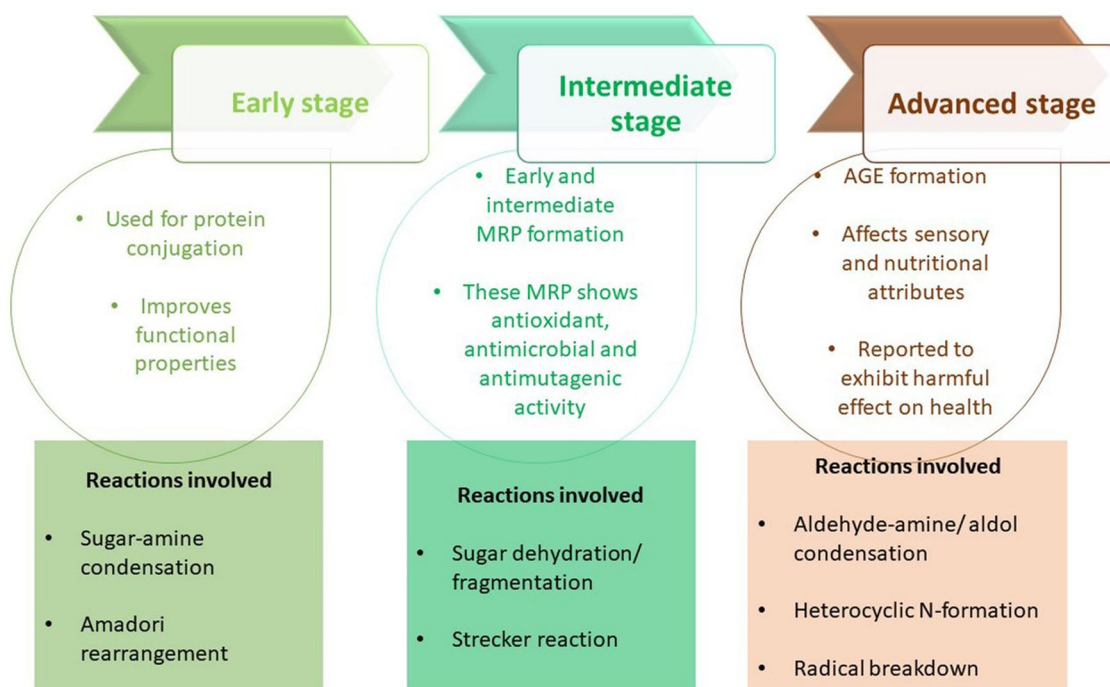 Early stage
• Used for protein
conjugation
• Improves
functional
properties
Reactions involved
• Sugar-amine
condensation
• Amadori
rearrangement
Intermediate
stage
• Early and
intermediate
MRP formation
• These MRP shows
antioxidant,
antimicrobial and
antimutagenic
activity
Reactions involved
• Sugar dehydration/
fragmentation
• Strecker reaction
Advanced stage
• AGE formation
• Affects sensory
and nutritional
attributes
• Reported to
exhibit harmful
effect on health
Reactions involved
• Aldehyde-amine/ aldol
condensation
• Heterocyclic N-formation
• Radical breakdown